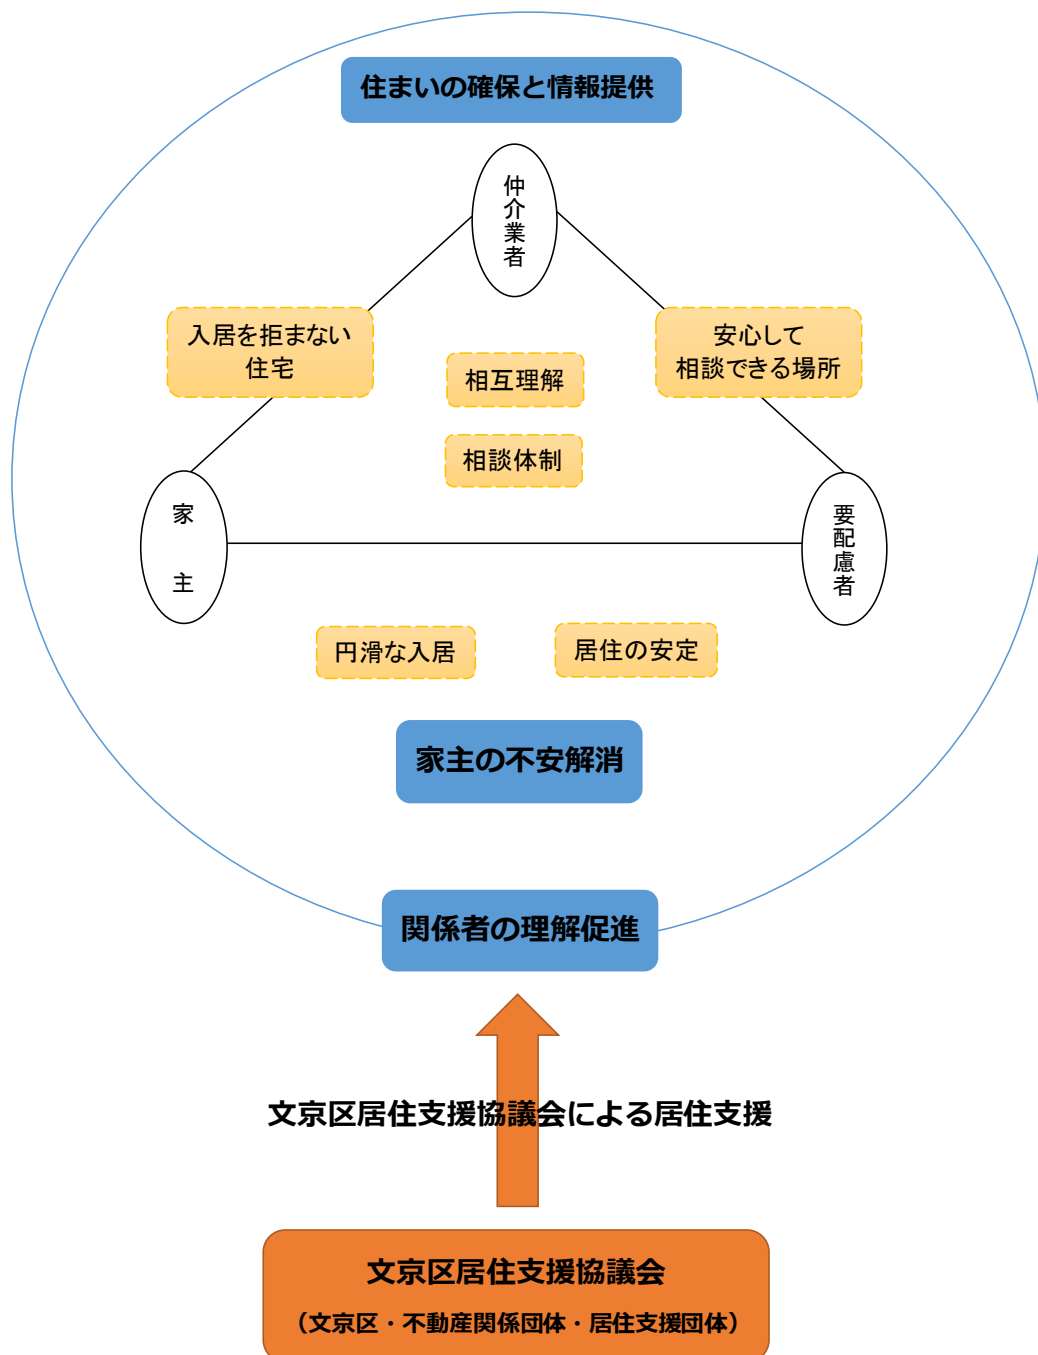 住まいの確保と情報提供
仲介業者
入居を拒まない
住宅
安心して
相談できる場所
相互理解
相談体制
家主
要配慮者
円滑な入居
居住の安定
家主の不安解消
関係者の理解促進
文京区居住支援協議会による居住支援
文京区居住支援協議会
（文京区・不動産関係団体・居住支援団体）